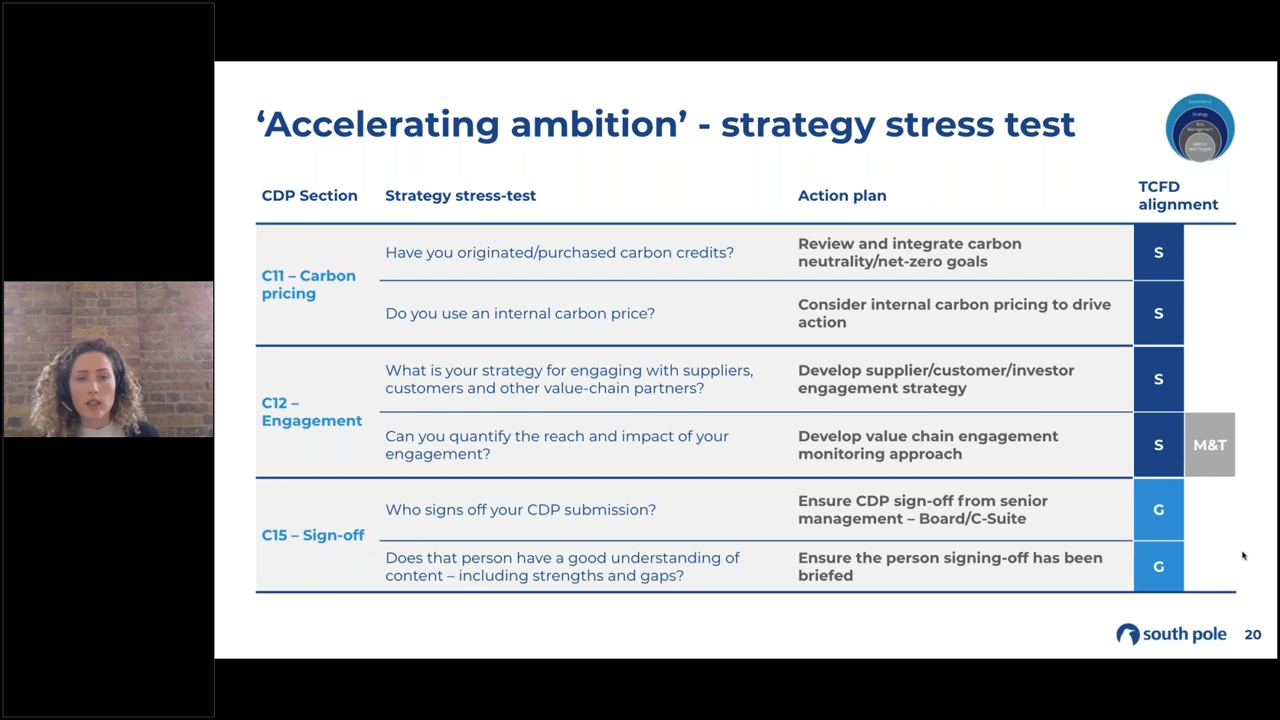 ‘Accelerating ambition’ - strategy stress test
Strategy
CDP Section
Strategy stress-test
Action plan
TCFD
alignment
C11 – Carbon
pricing
Have you originated/purchased carbon credits?
Review and integrate carbon
neutrality/net-zero goals
S
Do you use an internal carbon price?
Consider internal carbon pricing to drive
action
S
C12 –
Engagement
What is your strategy for engaging with suppliers,
customers and other value-chain partners?
Develop supplier/customer/investor
engagement strategy
S
Can you quantify the reach and impact of your
engagement?
Develop value chain engagement
monitoring approach
S
M&T
C15 – Sign-off
Who signs off your CDP submission?
Ensure CDP sign-off from senior
management – Board/C-Suite
G
Does that person have a good understanding of
content – including strengths and gaps?
Ensure the person signing-off has been
briefed
G
south pole
20